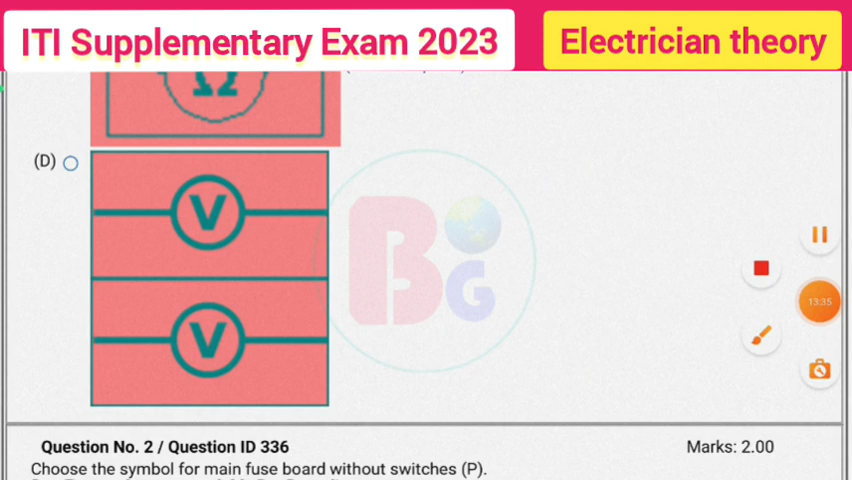 ITI Supplementary Exam 2023
Electrician theory
Ω
(D)
V
V
B
G
13:35
Question No. 2 / Question ID 336
Marks: 2.00
Choose the symbol for main fuse board without switches (P).